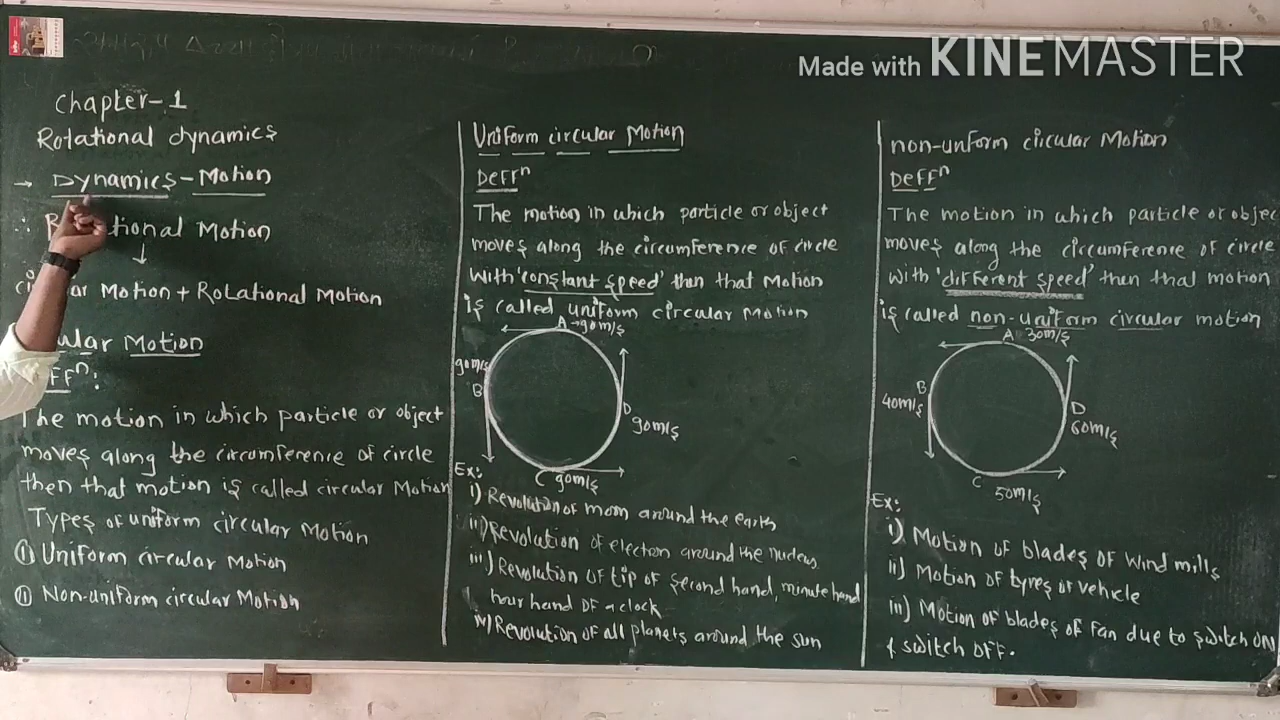 Made with KINEMASTER
Chapter-1
Rotational dynamics
→ Dynamics - Motion
∴ Motion
↓
Motion + Rotational Motion
Motion
The motion in which particle or object
moves along the circumference of circle
then that motion is called circular Motion
Types of uniform circular Motion
① Uniform circular Motion
⑪ Non-uniform circular Motion
Uniform circular Motion
DeFFⁿ
The motion in which particle or object
moves along the circumference of circle
with 'constant speed' then that Motion
is called uniform circular Motion
A → 90m/s
90m/s
B
D
90m/s
C 90m/s
Ex:
i) Revolution of moon around the earth
ii) Revolution of electron around the nucleus
iii) Revolution of tip of second hand, minute hand
hour hand of a clock
iv) Revolution of all planets around the sun
non-unform circular Motion
DeFFⁿ
The motion in which particle or objec
moves along the circumference of circle
with 'different speed' then that motion
is called non-uniform circular motion
A 30m/s
B
40m/s
D
60m/s
C
50m/s
Ex:
i) Motion of blades of wind mills
ii) Motion of tyres of vehicle
iii) Motion of blades of Fan due to switch ON
& switch OFF.